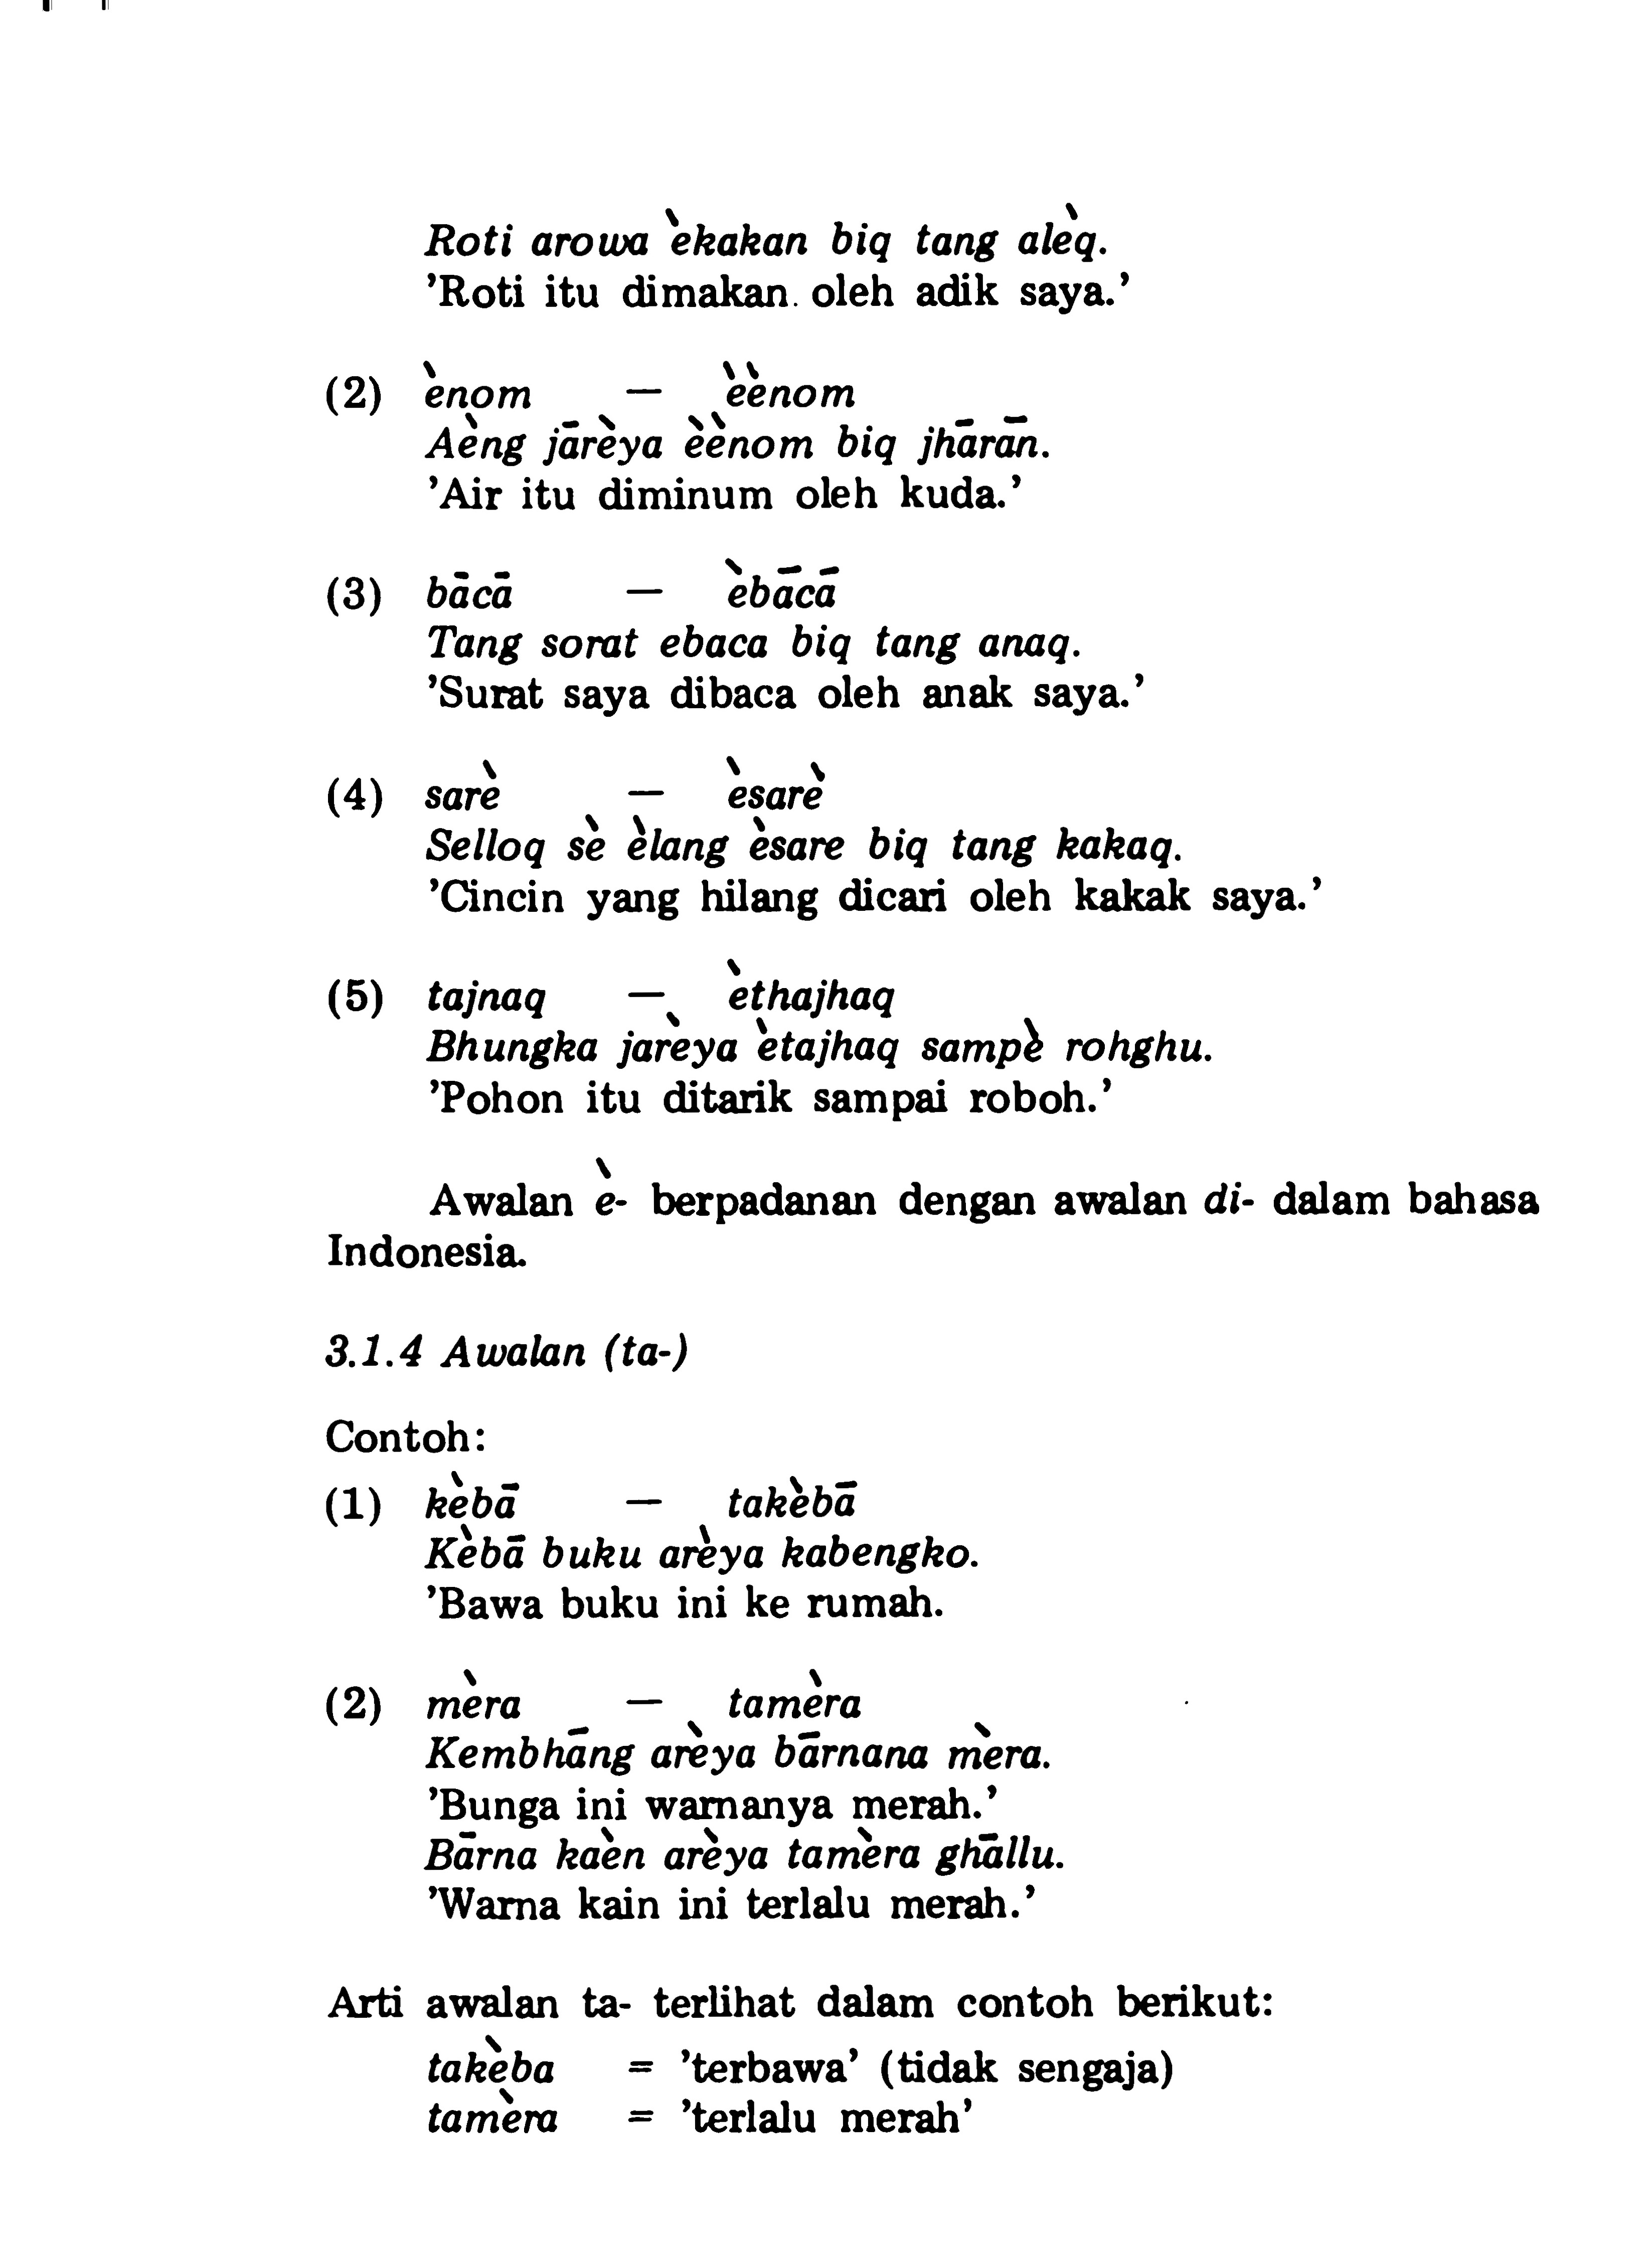 Roti arowa èkakan biq tang alèq.
’Roti itu dimakan. oleh adik saya.’
(2) ènom — èènom
Aèng jārèya èènom biq jhārān.
’Air itu diminum oleh kuda.’
(3) bācā — èbācā
Tang sorat ebaca biq tang anaq.
’Surat saya dibaca oleh anak saya.’
(4) sarè — èsarè
Selloq sè èlang èsare biq tang kakaq.
’Cincin yang hilang dicari oleh kakak saya.’
(5) tajnaq — èthajhaq
Bhungka jarèya ètajhaq sampè rohghu.
’Pohon itu ditarik sampai roboh.’
Awalan è- berpadanan dengan awalan di- dalam bahasa
Indonesia.
3.1.4 Awalan (ta-)
Contoh:
(1) kèbā — takèbā
Kèbā buku arèya kabengko.
’Bawa buku ini ke rumah.
(2) mèra — tamèra
Kembhāng arèya bārnana mèra.
’Bunga ini warnanya merah.’
Bārna kaèn arèya tamèra ghāllu.
’Warna kain ini terlalu merah.’
Arti awalan ta- terlihat dalam contoh berikut:
takèba = ’terbawa’ (tidak sengaja)
tamèra = ’terlalu merah’